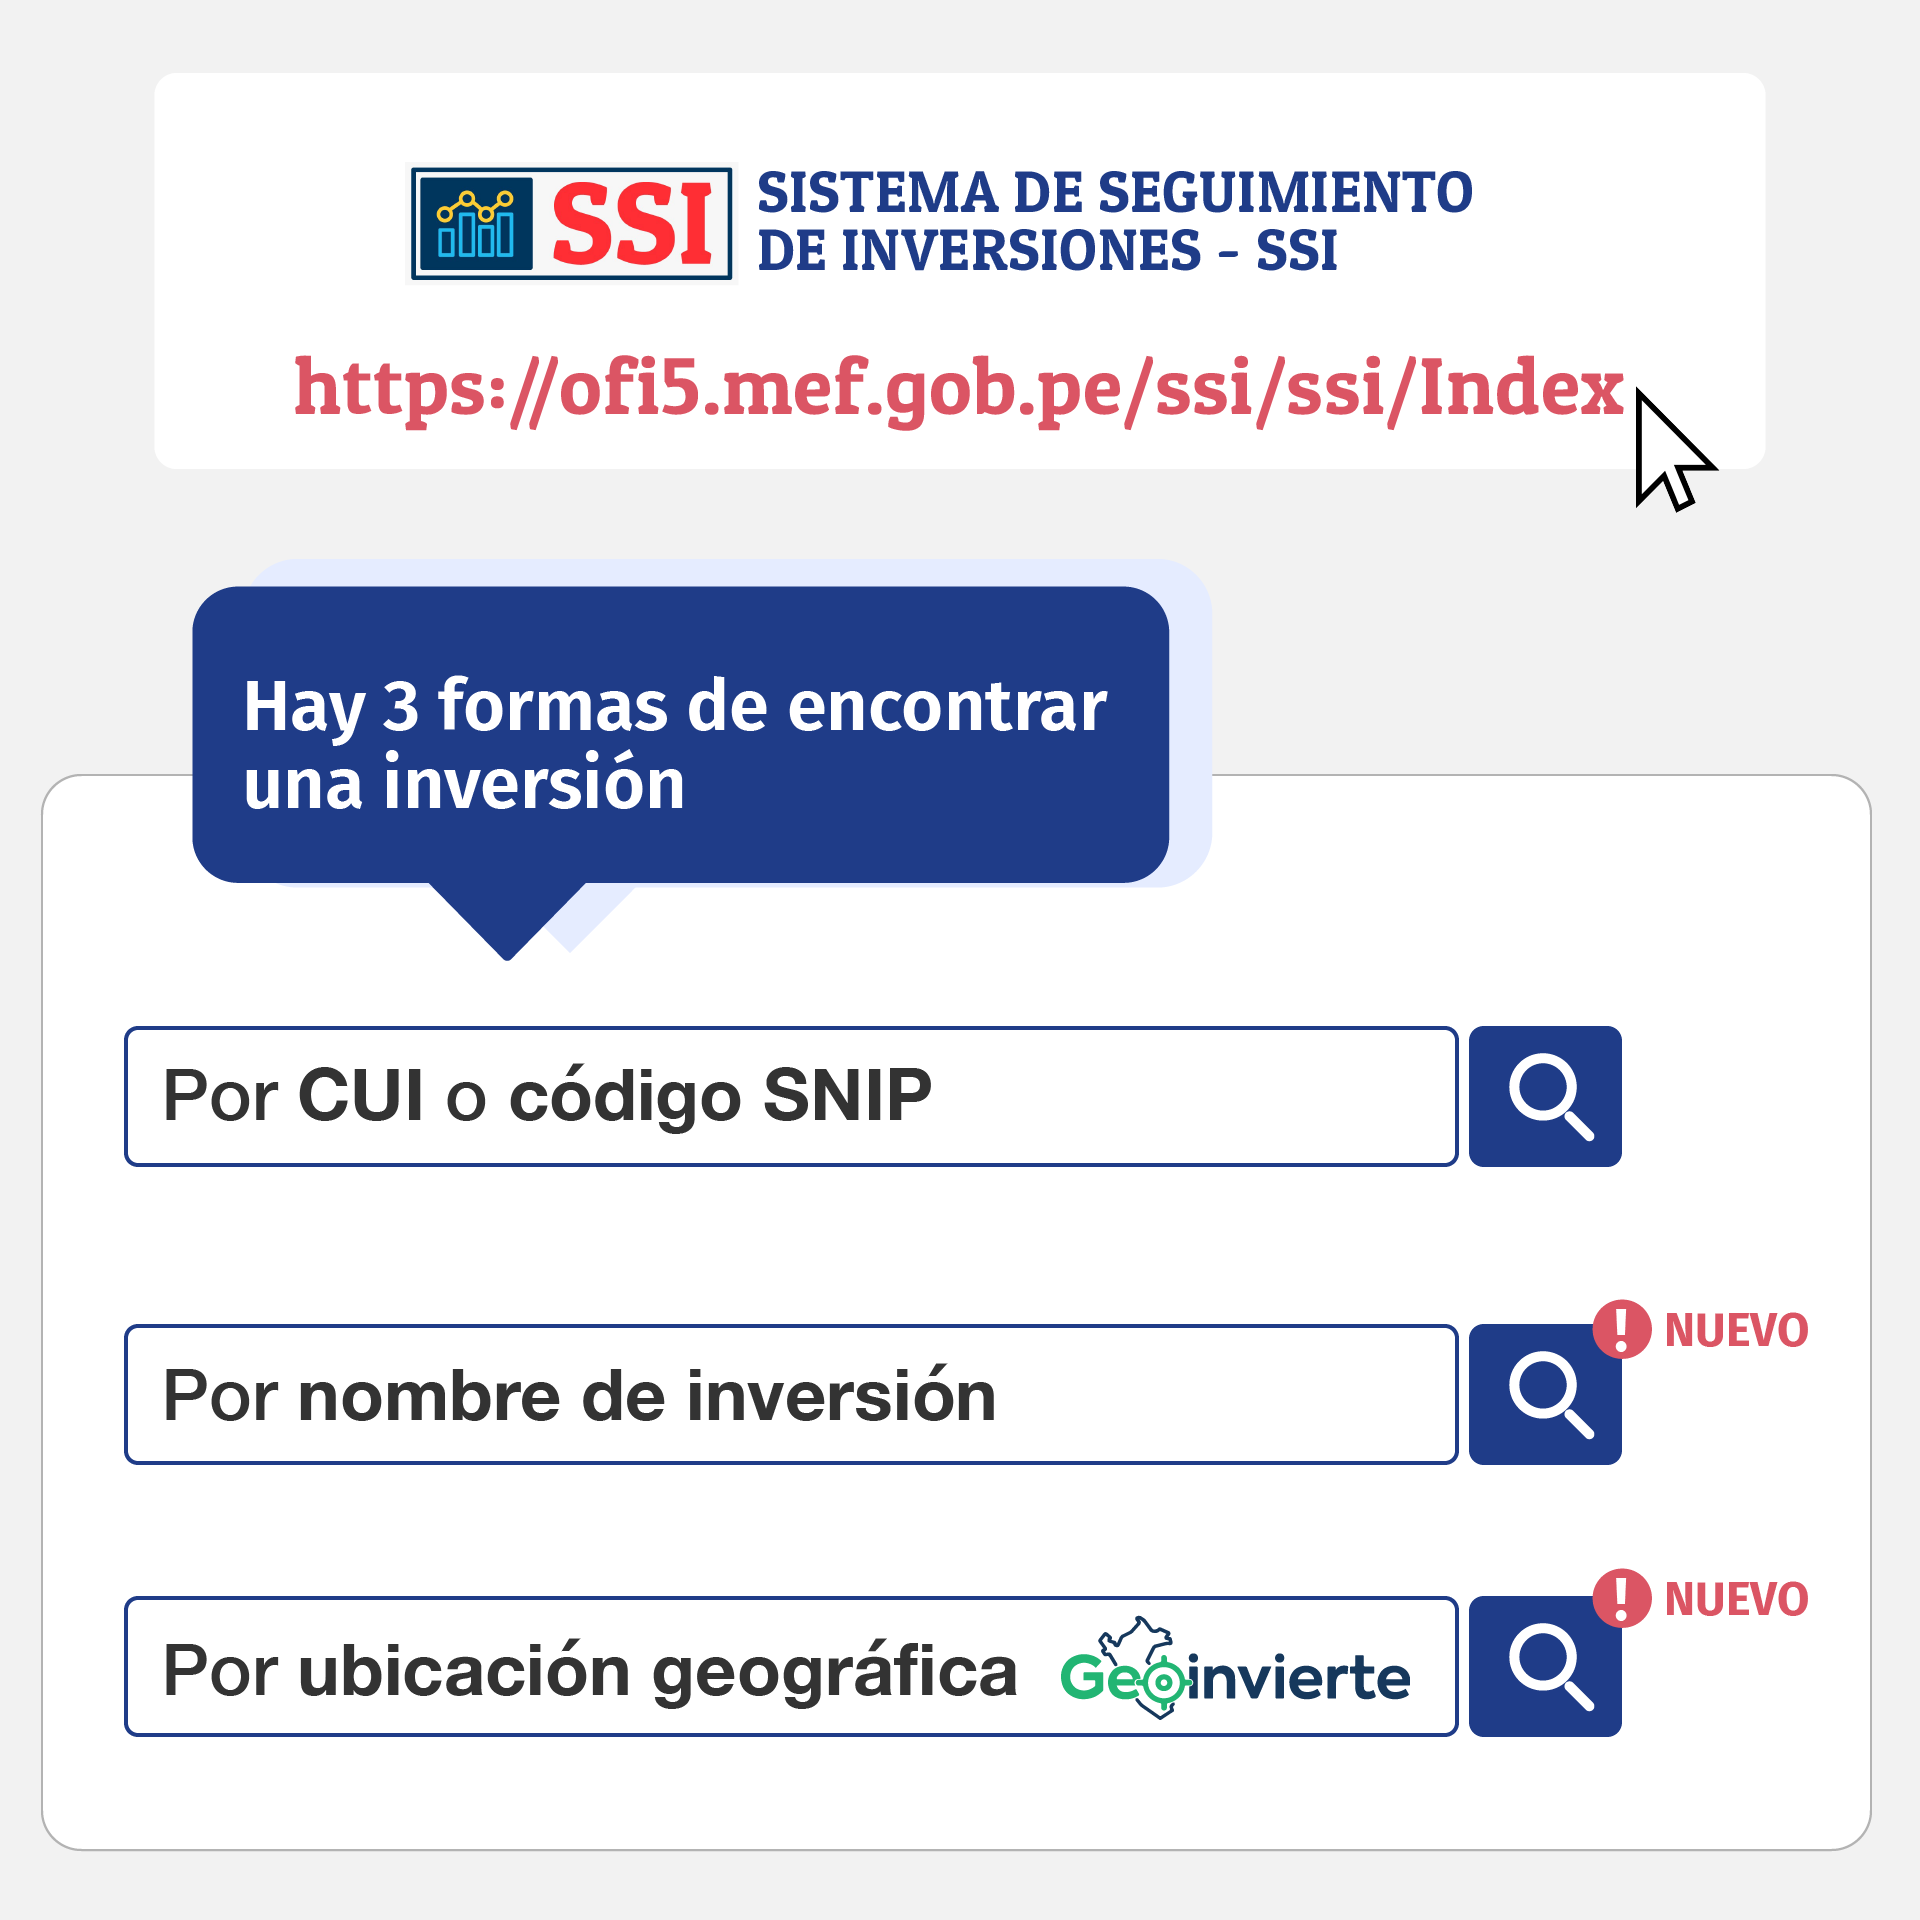 SSI
SISTEMA DE SEGUIMIENTO
DE INVERSIONES - SSI
https://ofi5.mef.gob.pe/ssi/ssi/Index
Hay 3 formas de encontrar
una inversión
Por CUI o código SNIP
! NUEVO
Por nombre de inversión
! NUEVO
Por ubicación geográfica Geoinvierte